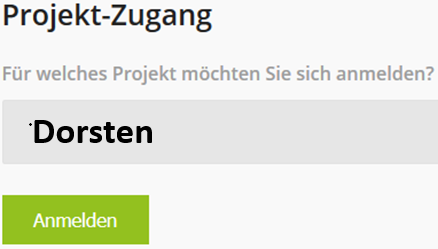 Projekt-Zugang
Für welches Projekt möchten Sie sich anmelden?
Dorsten
Anmelden